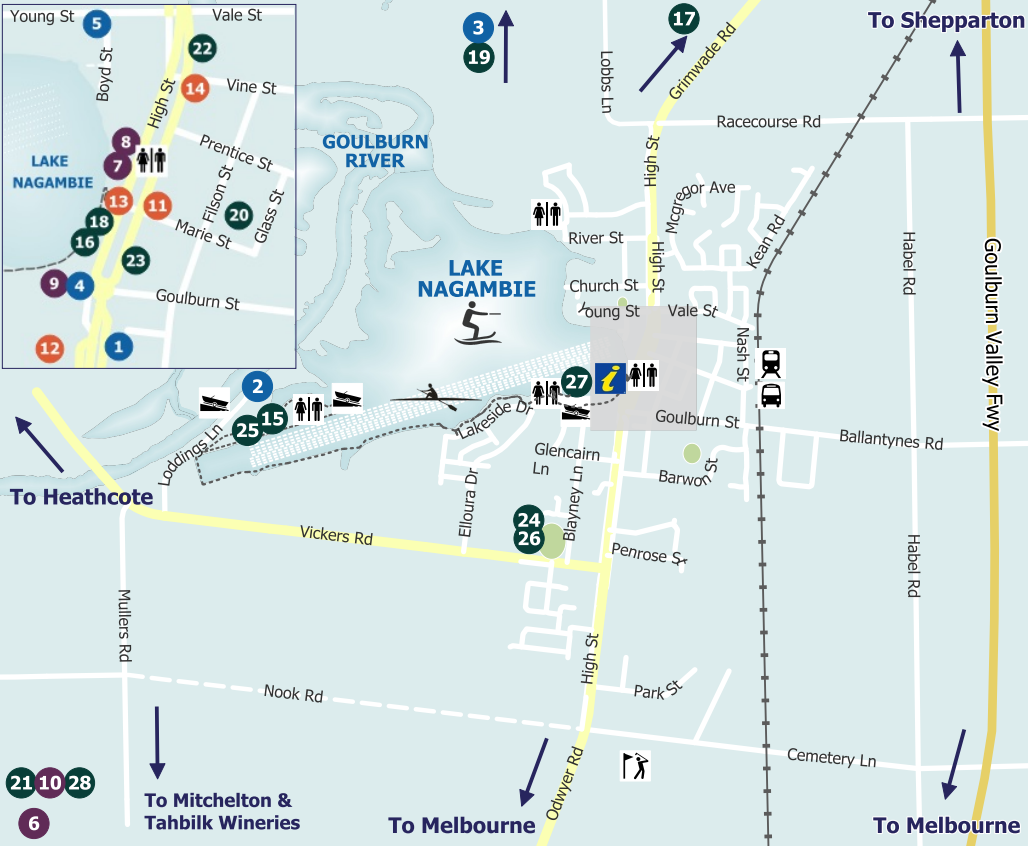 Young St
Vale St
5
22
Boyd St
High St
14
Vine St
8
7
Prentice St
LAKE
NAGAMBIE
13
11
Filson St
Glass St
18
20
Marie St
16
23
9
4
Goulburn St
12
1
3
19
17
To Shepparton
Lobbs Ln
Grimwade Rd
Racecourse Rd
GOULBURN
RIVER
High St
Mcgregor Ave
River St
Kean Rd
Habel Rd
Goulburn Valley Fwy
High St
LAKE
NAGAMBIE
Church St
Young St
Vale St
Nash St
27
i
2
15
25
Lakeside Dr
Goulburn St
Ballantynes Rd
Loddings Ln
Glencairn
Ln
Barwon St
To Heathcote
Elloura Dr
Blayney Ln
24
26
Vickers Rd
Penrose St
Habel Rd
Mullers Rd
High St
Nook Rd
Park St
Cemetery Ln
21
10
28
6
To Mitchelton &
Tahbilk Wineries
Odwyer Rd
To Melbourne
To Melbourne